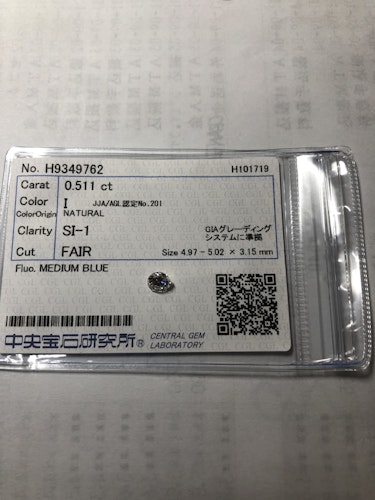 No. H9349762 H101719
Carat 0.511 ct
Color I JJA/AGL認定No.201
ColorOrigin NATURAL
Clarity SI-1 GIAグレーディング
システムに準拠
Cut FAIR Size 4.97 - 5.02 × 3.15 mm
Fluo. MEDIUM BLUE
中央宝石研究所® CENTRAL GEM
LABORATORY